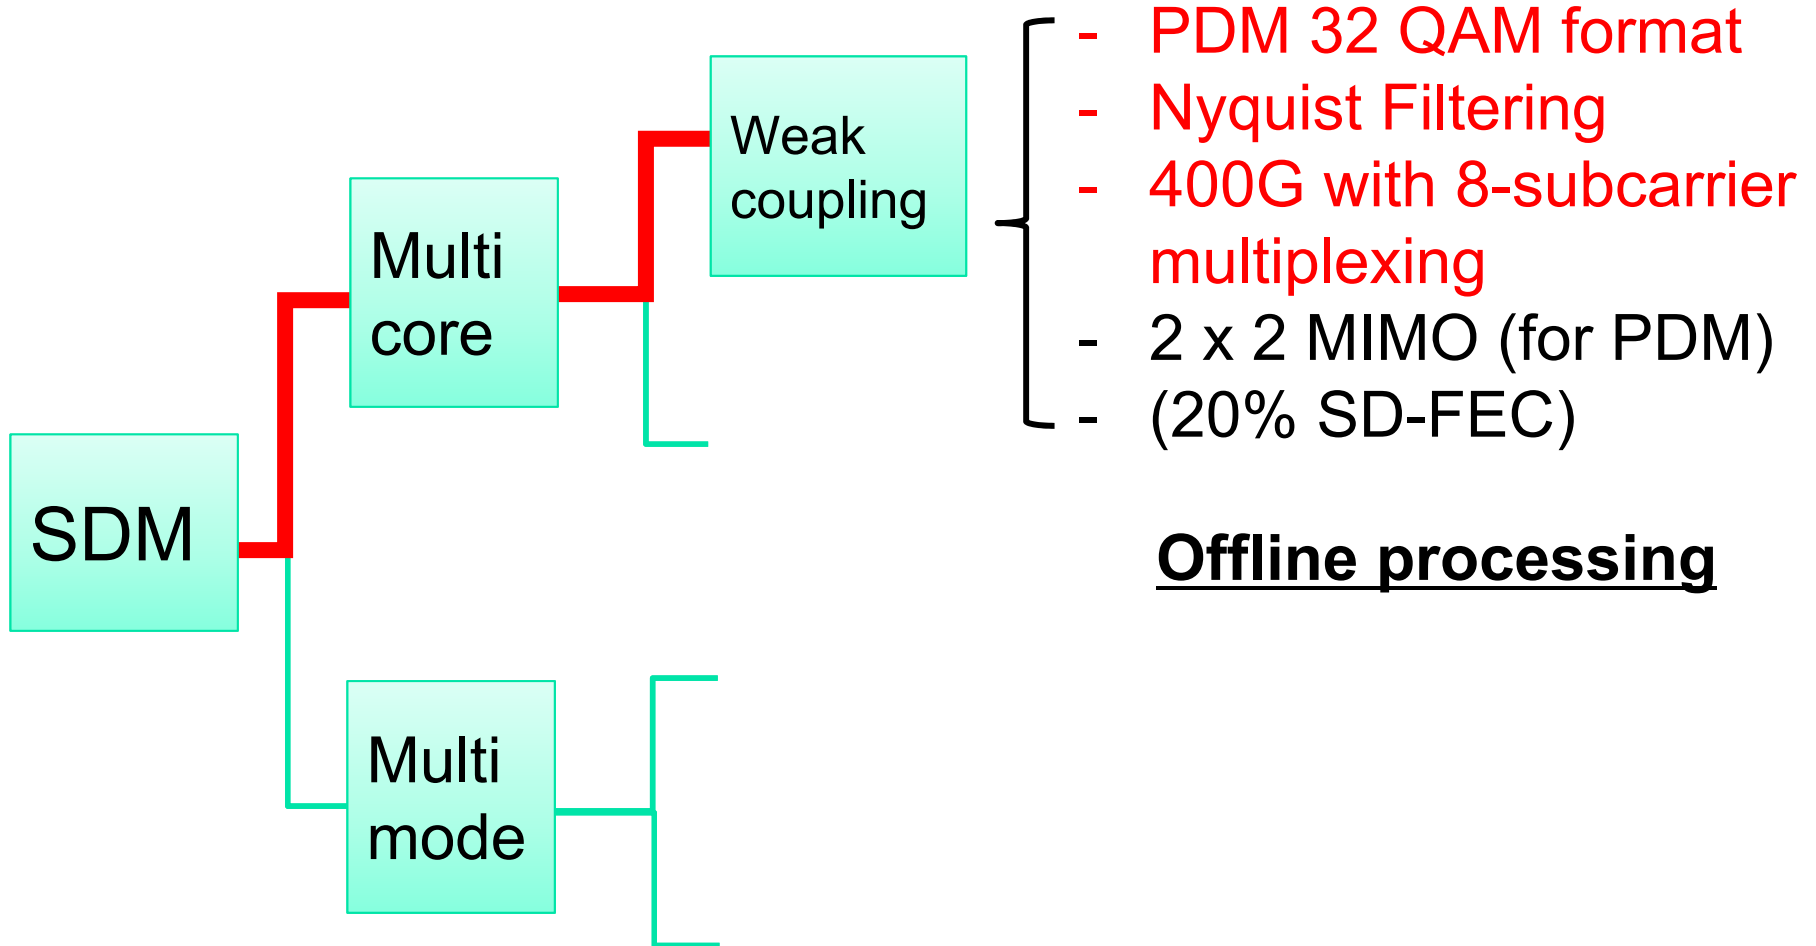 SDM
Multi
core
Multi
mode
Weak
coupling
- PDM 32 QAM format
- Nyquist Filtering
- 400G with 8-subcarrier
multiplexing
- 2 x 2 MIMO (for PDM)
- (20% SD-FEC)
Offline processing